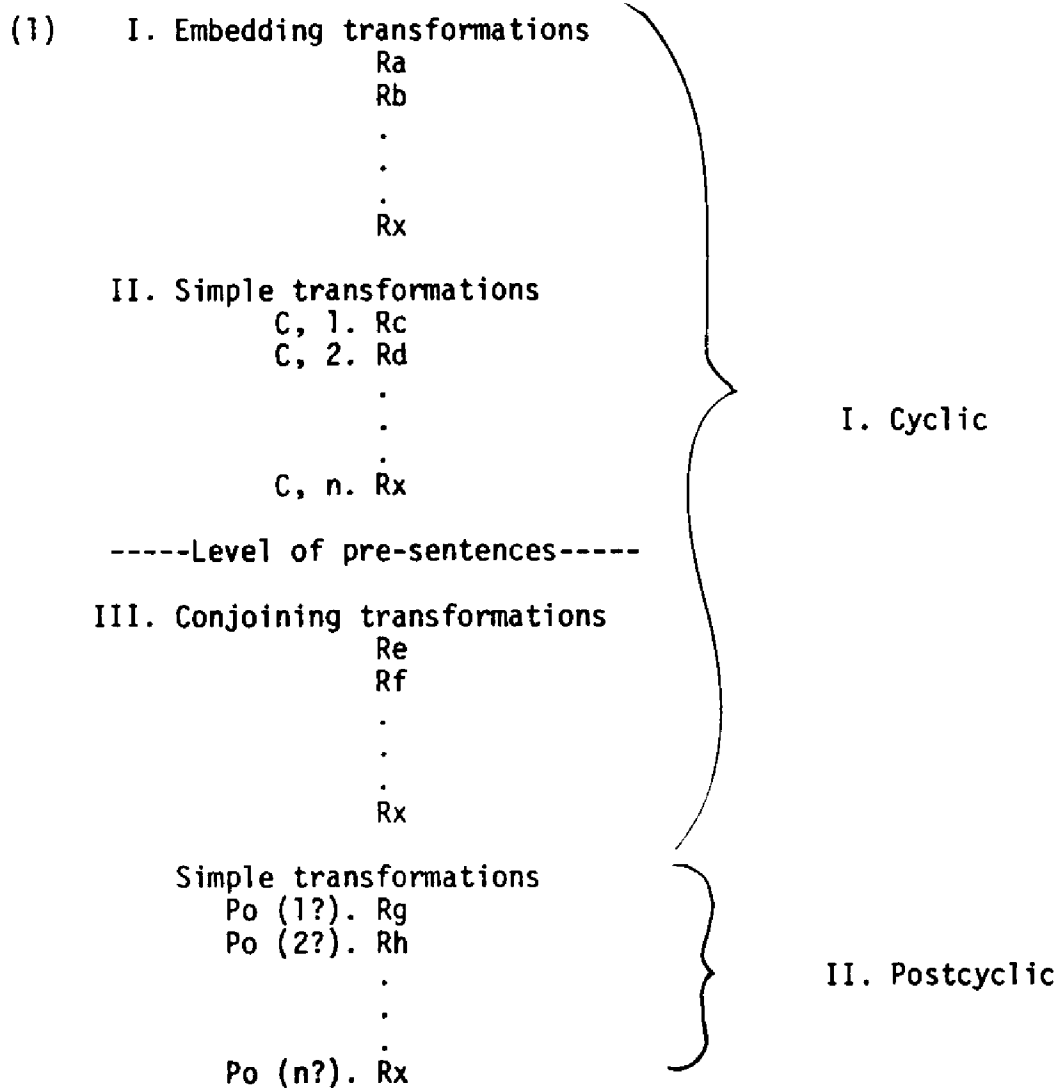 (1) I. Embedding transformations
Ra
Rb
.
.
.
Rx
II. Simple transformations
C, 1. Rc
C, 2. Rd
.
.
.
C, n. Rx
I. Cyclic
-----Level of pre-sentences-----
III. Conjoining transformations
Re
Rf
.
.
.
Rx
Simple transformations
Po (1?). Rg
Po (2?). Rh
.
.
.
Po (n?). Rx
II. Postcyclic